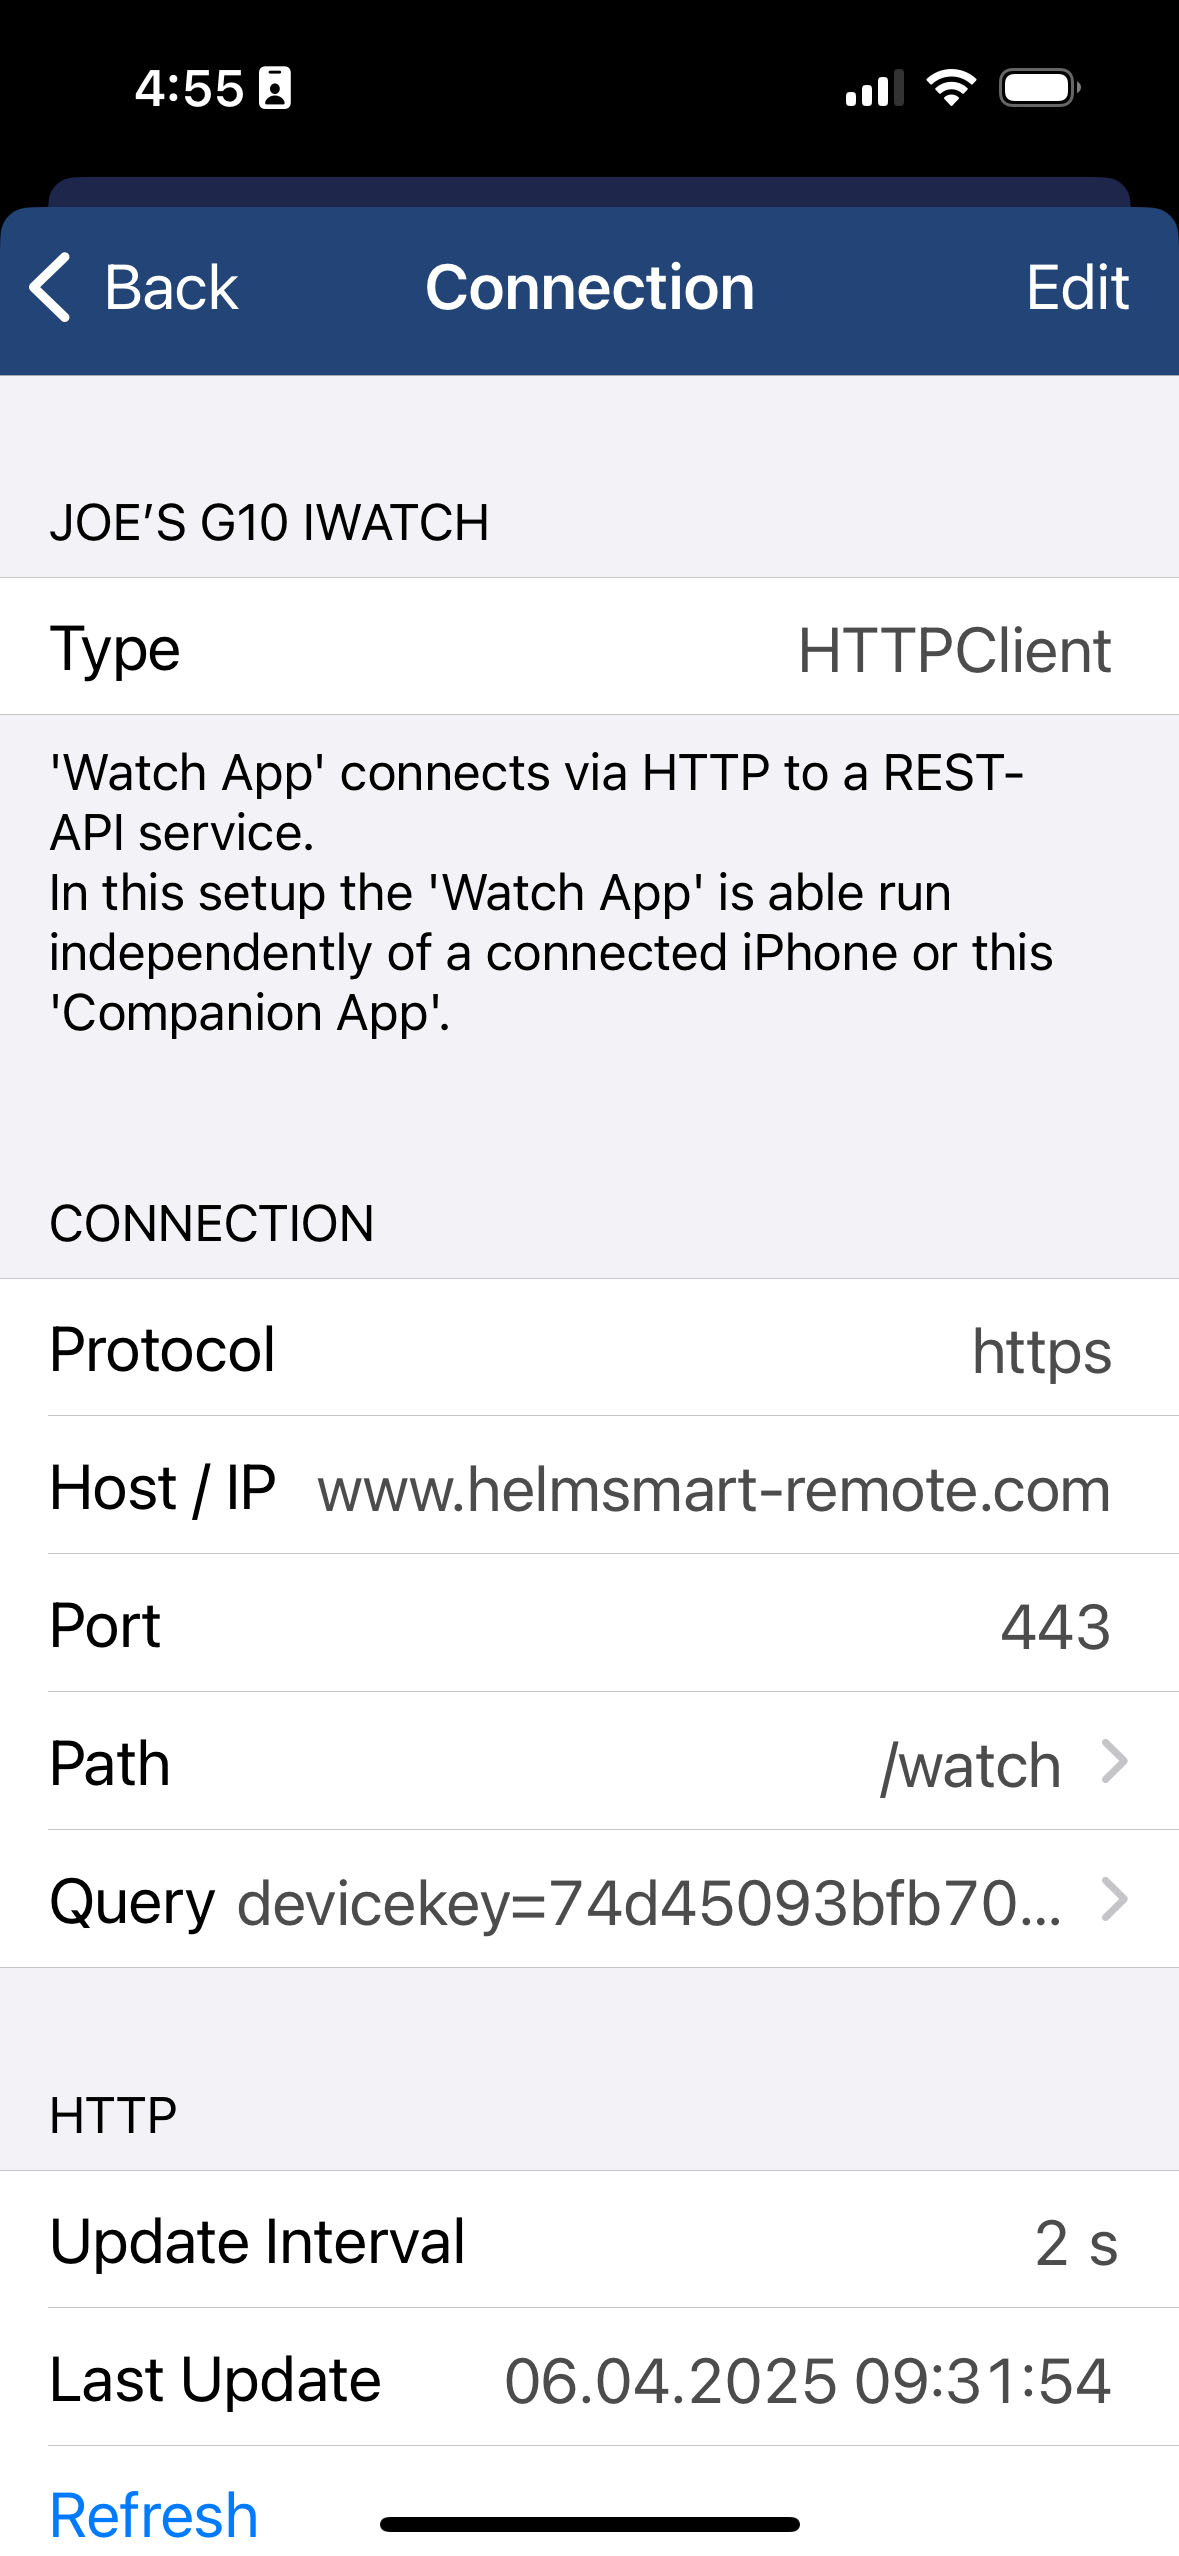 4:55
Back
Connection
Edit
JOE’S G10 IWATCH
Type
HTTPClient
'Watch App' connects via HTTP to a REST-
API service.
In this setup the 'Watch App' is able run
independently of a connected iPhone or this
'Companion App'.
CONNECTION
Protocol
https
Host / IP
www.helmsmart-remote.com
Port
443
Path
/watch
Query
devicekey=74d45093bfb70...
HTTP
Update Interval
2 s
Last Update
06.04.2025 09:31:54
Refresh